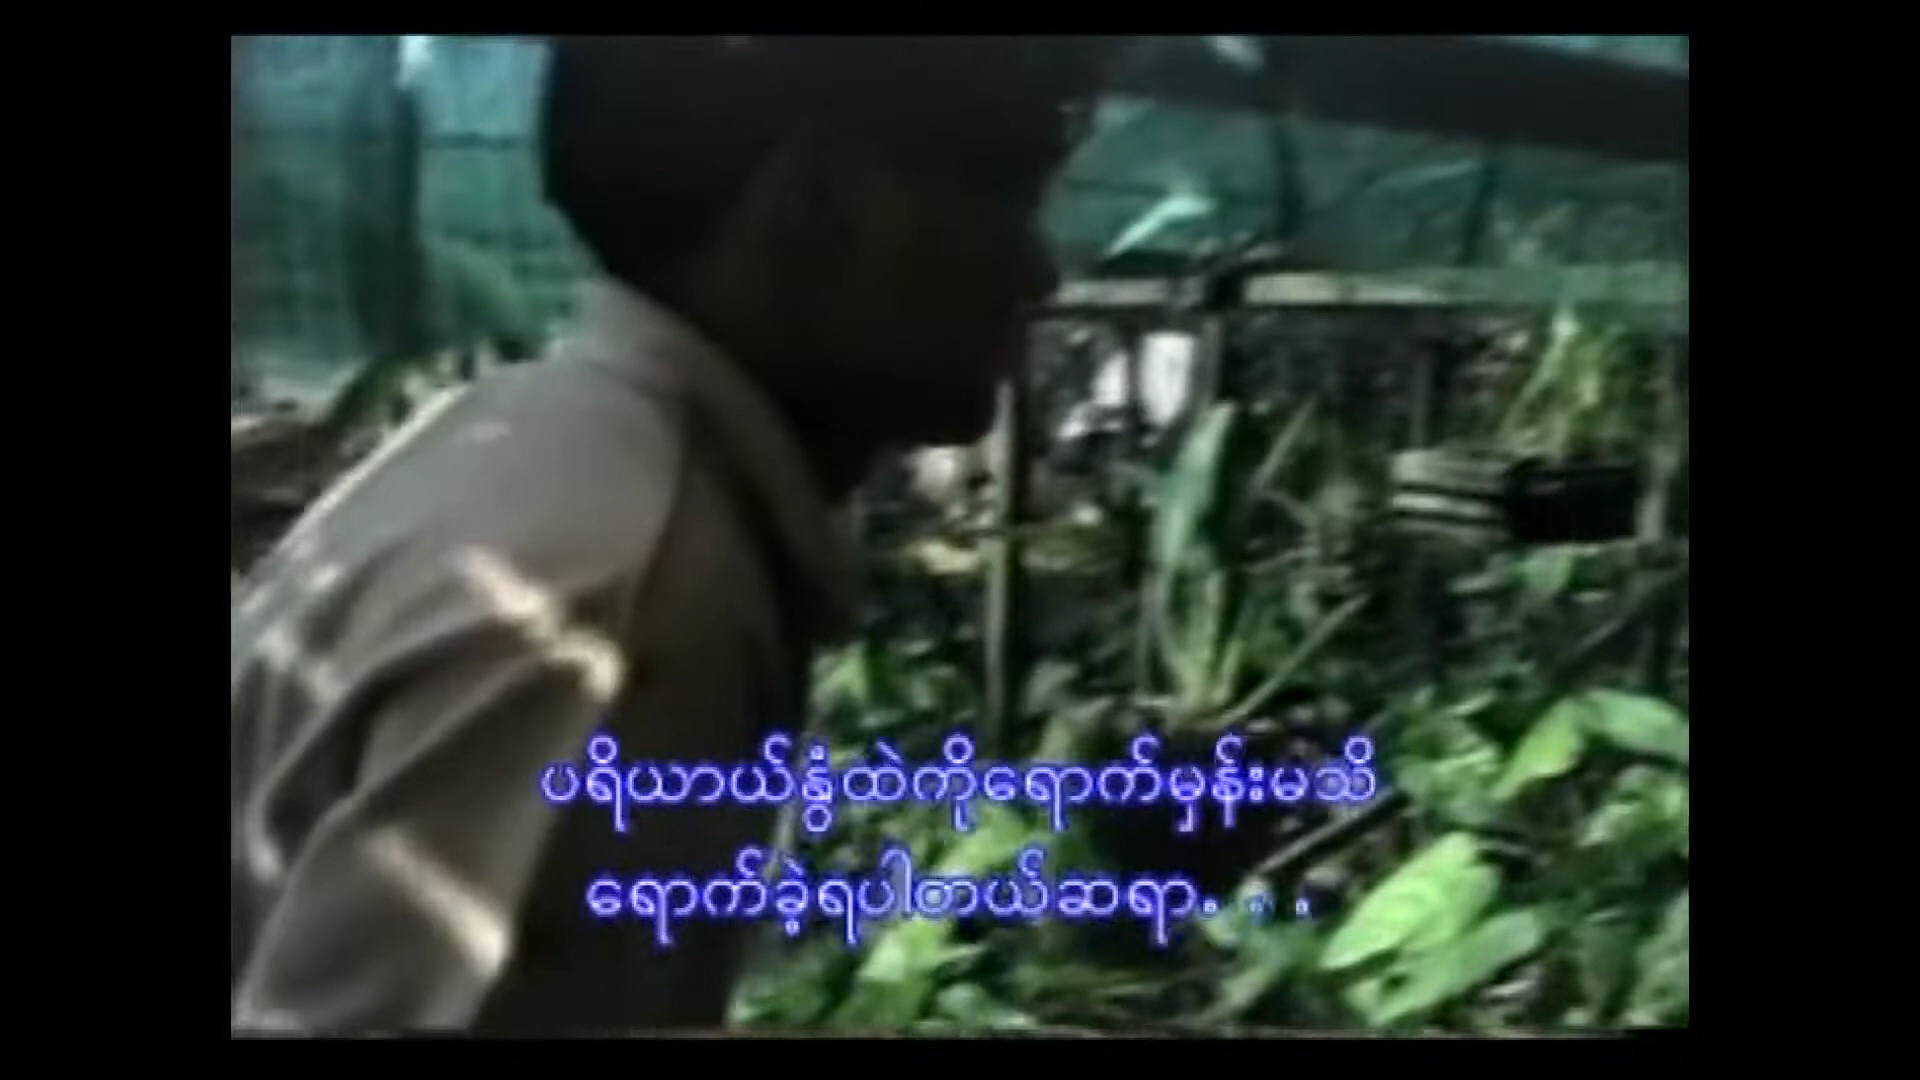 ပရိယာယ်နွံထဲကိုရောက်မှန်းမသိ
ရောက်ခဲ့ရပါတယ်ဆရာ. . .